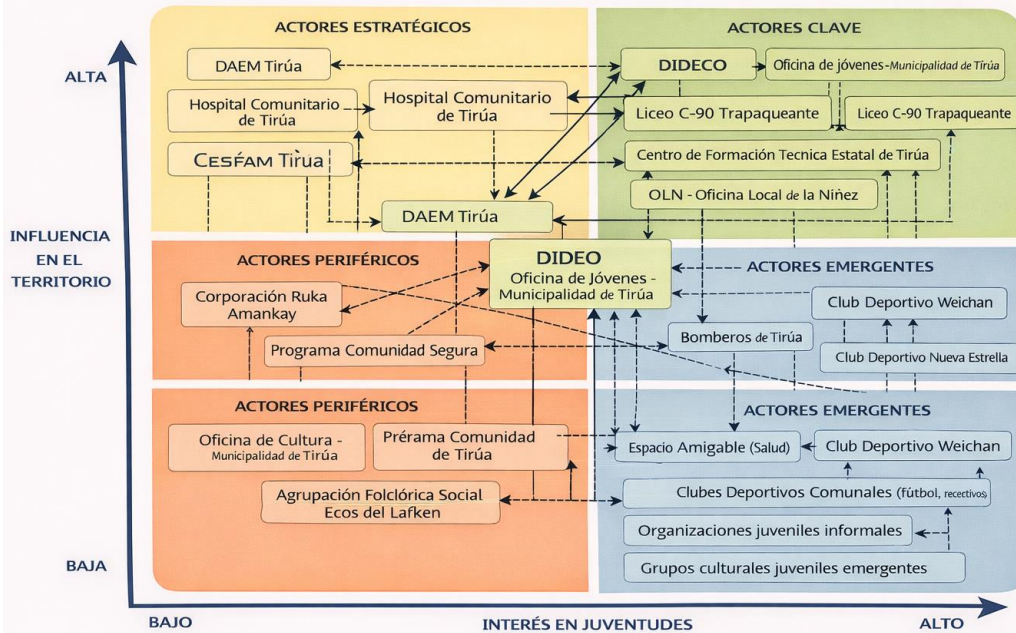 ACTORES ESTRATÉGICOS
ACTORES CLAVE
ALTA
DAEM Tirúa
DIDECO
Oficina de jóvenes-Municipalidad de Tirúa
Hospital Comunitario
de Tirúa
Hospital Comunitario
de Tirúa
Liceo C-90 Trapaqueante
Liceo C-90 Trapaqueante
CESFAM Tirua
Centro de Formación Tecnica Estatal de Tirúa
OLN - Oficina Local de la Niñez
DAEM Tirúa
INFLUENCIA
EN EL
TERRITORIO
ACTORES PERIFÉRICOS
DIDEO
Oficina de Jóvenes -
Municipalidad de Tirúa
ACTORES EMERGENTES
Corporación Ruka
Amankay
Club Deportivo Weichan
Programa Comunidad Segura
Bomberos de Tirúa
Club Deportivo Nueva Estrella
ACTORES PERIFÉRICOS
ACTORES EMERGENTES
Oficina de Cultura -
Municipalidad de Tirúa
Prérama Comunidad
de Tirúa
Espacio Amigable (Salud)
Club Deportivo Weichan
Agrupación Folclórica Social
Ecos del Lafken
Clubes Deportivos Comunales (fútbol, recectivos)
Organizaciones juveniles informales
BAJA
Grupos culturales juveniles emergentes
BAJO
INTERÉS EN JUVENTUDES
ALTO